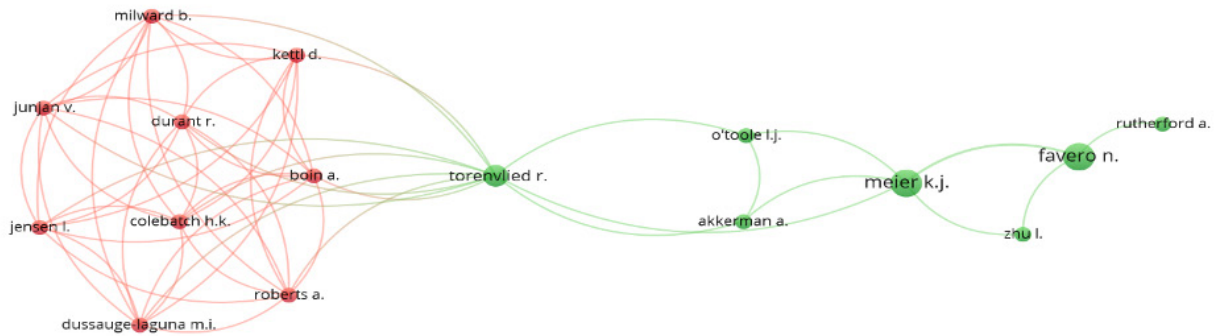 milward b.
kettl d.
junjan v.
durant r.
o'toole l.j.
rutherford a.
favero n.
boin a.
torenvlied r.
meier k.j.
jensen l.
colebatch h.k.
akkerman a.
zhu l.
roberts a.
dussauge-laguna m.i.